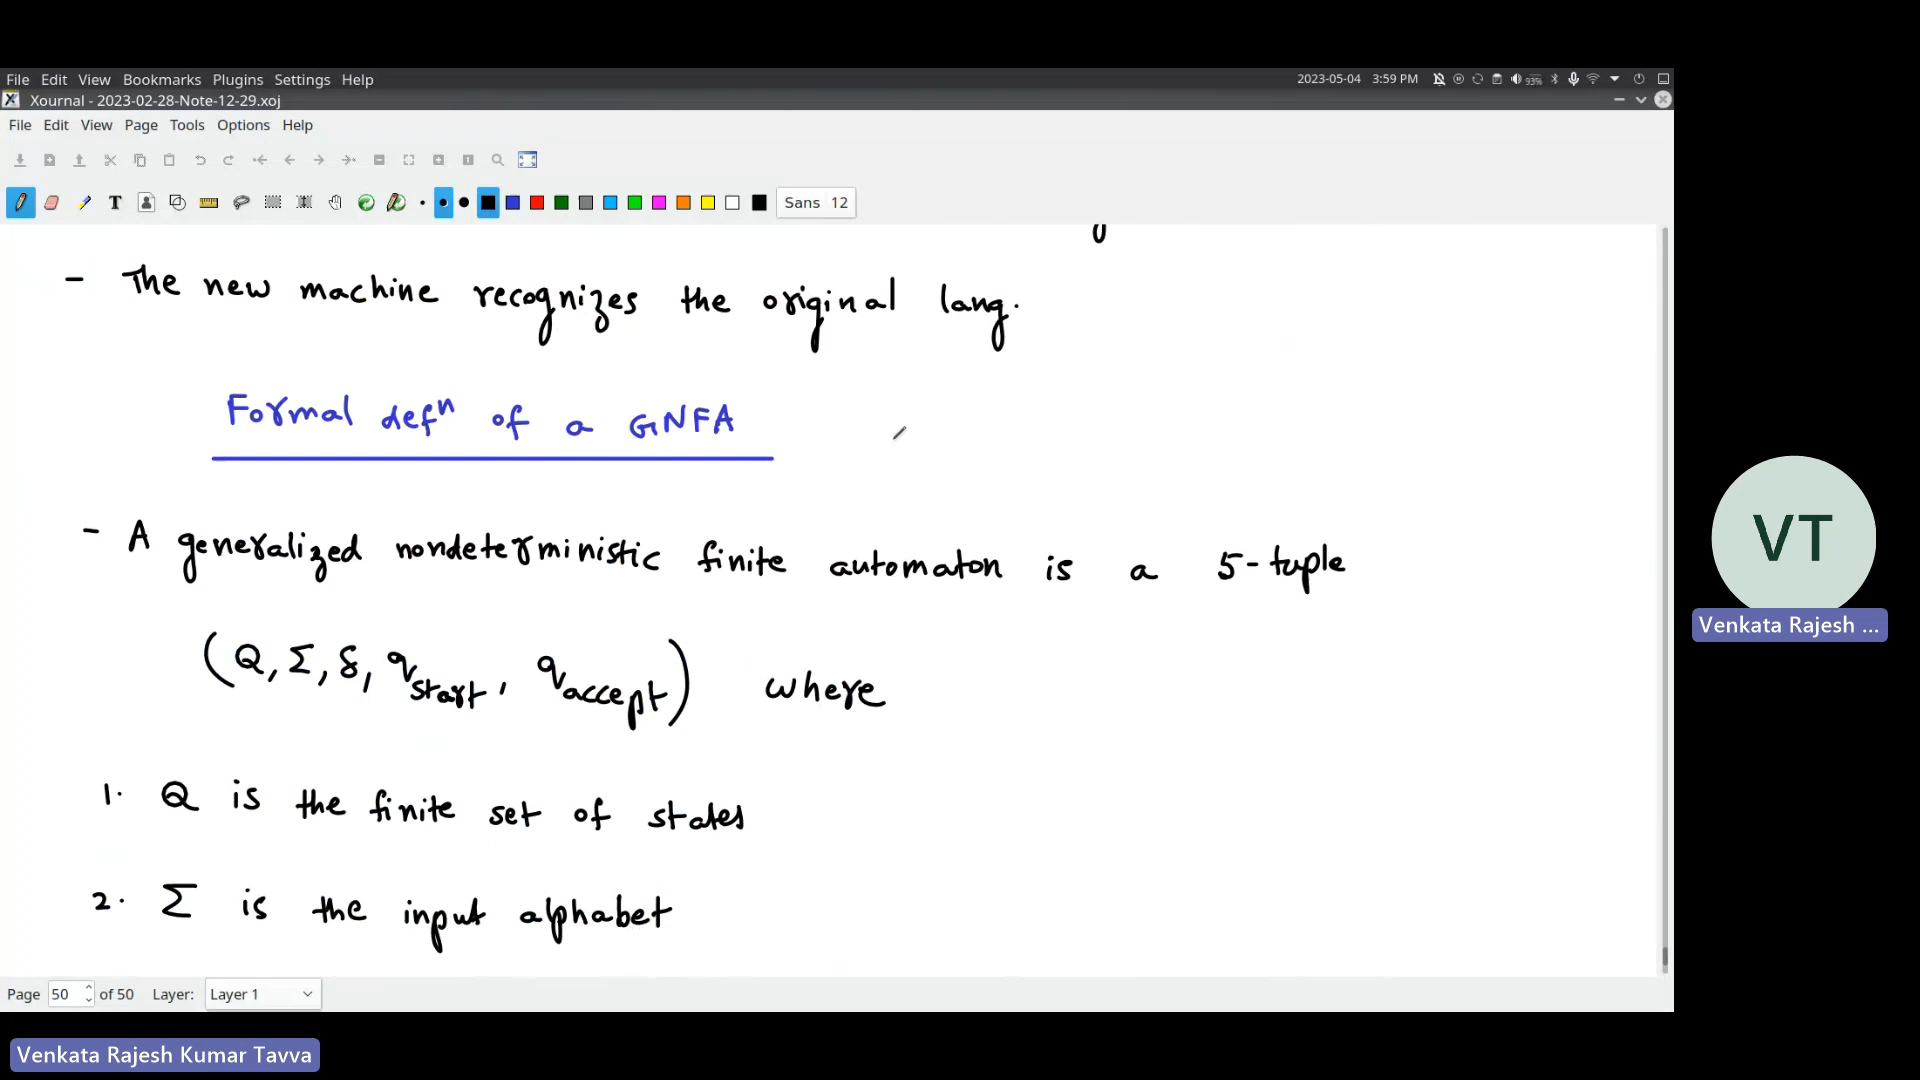 File Edit View Bookmarks Plugins Settings Help 2023-05-04 3:59 PM 93%
Xournal - 2023-02-28-Note-12-29.xoj
File Edit View Page Tools Options Help
T Sans 12
- The new machine recognizes the original lang.
Formal defⁿ of a GNFA
- A generalized nondeterministic finite automaton is a 5-tuple
(Q, Σ, δ, q_start, q_accept) where
1. Q is the finite set of states
2. Σ is the input alphabet
VT
Venkata Rajesh ...
Page 50 of 50 Layer: Layer 1
Venkata Rajesh Kumar Tavva